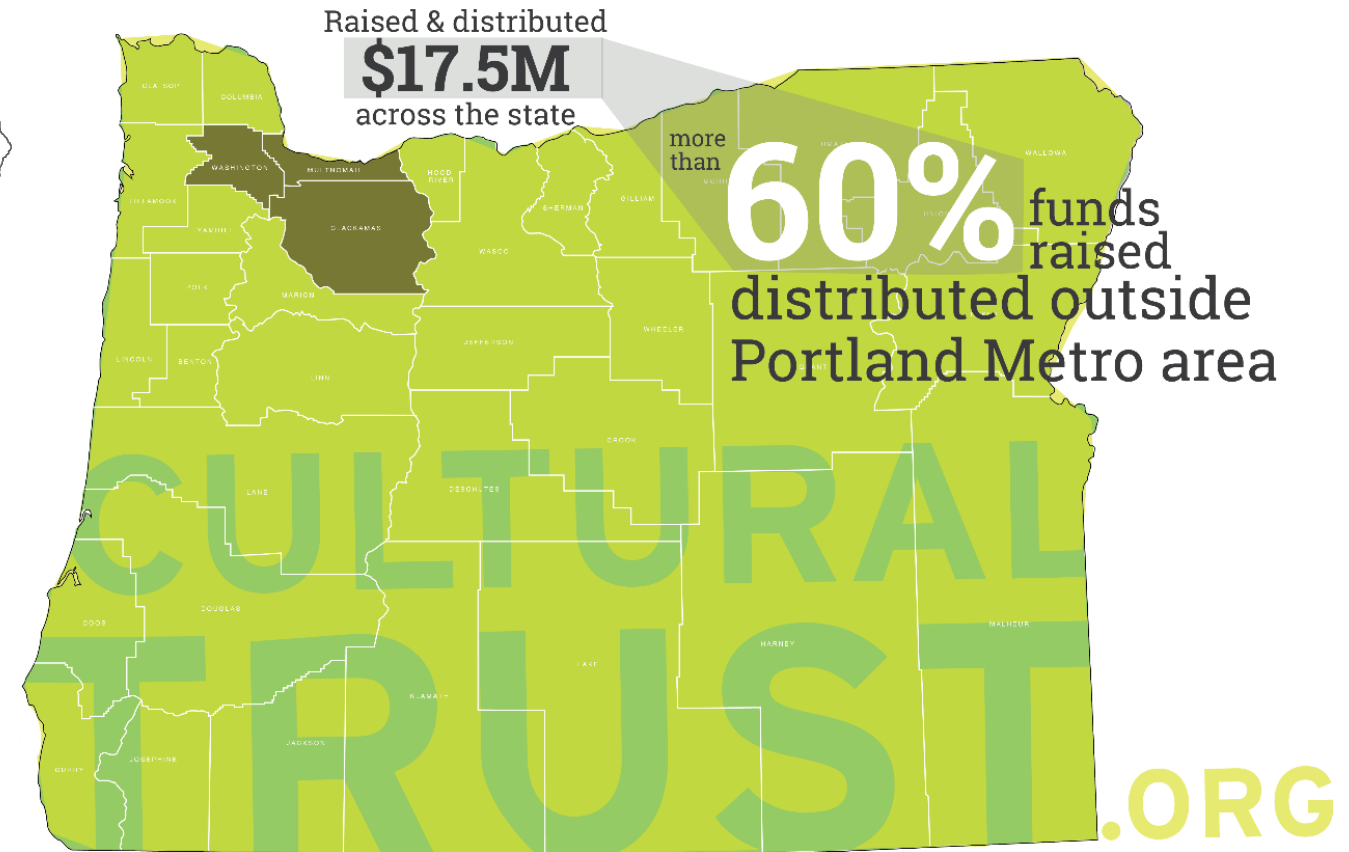 Raised & distributed
$17.5M
across the state
more
than
60%
funds
raised
distributed outside
Portland Metro area
CLATSOP
COLUMBIA
WASHINGTON
MULTNOMAH
HOOD
RIVER
WALLOWA
TILLAMOOK
YAMHILL
CLACKAMAS
SHERMAN
GILLIAM
WASCO
POLK
MARION
LINCOLN
BENTON
LINN
JEFFERSON
WHEELER
GRANT
CROOK
LANE
DESCHUTES
CULTURAL
COOS
DOUGLAS
LAKE
HARNEY
MALHEUR
KLAMATH
TRUST
CURRY
JOSEPHINE
JACKSON
.ORG